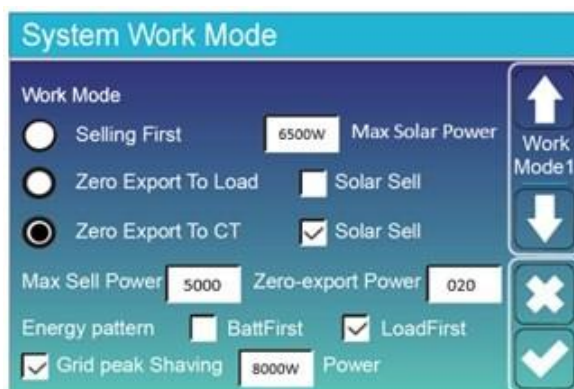 System Work Mode
Work Mode
Selling First 6500W Max Solar Power
Work
Mode1
Zero Export To Load Solar Sell
Zero Export To CT Solar Sell
Max Sell Power 5000 Zero-export Power 020
Energy pattern BattFirst LoadFirst
Grid peak Shaving 8000W Power